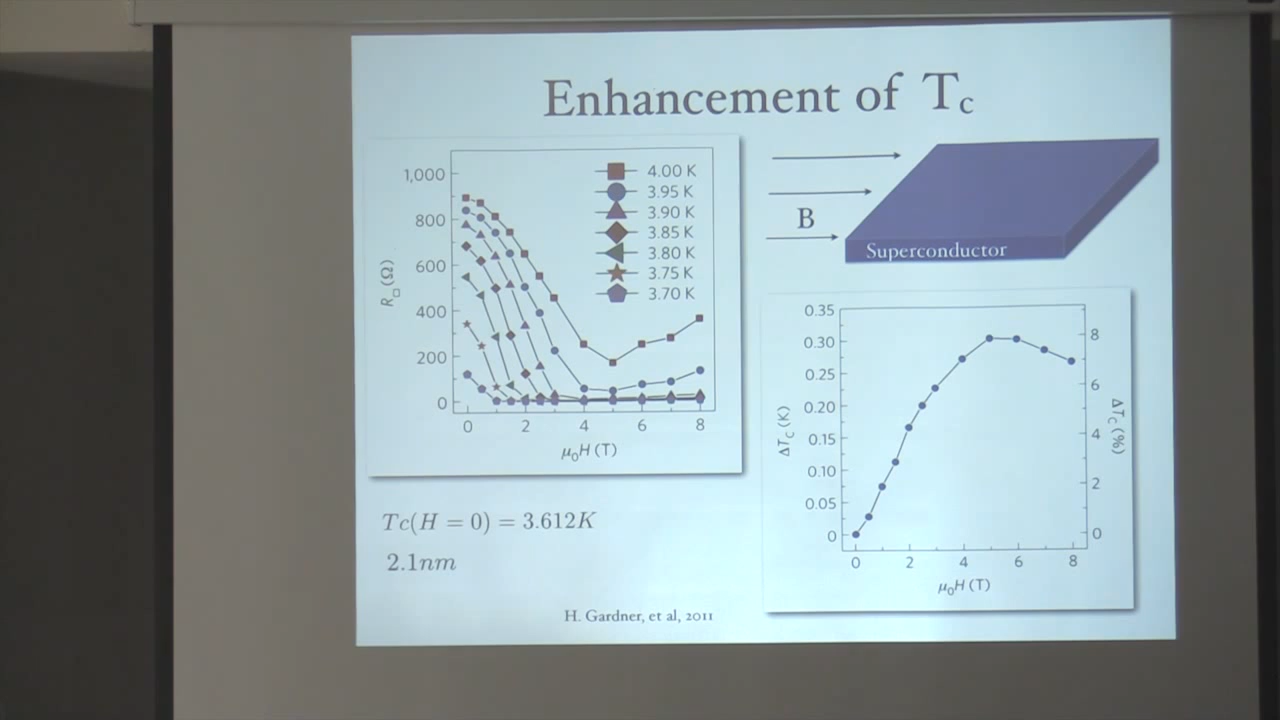 Enhancement of Tc
1,000
800
600
400
200
0
R□ (Ω)
0 2 4 6 8
μ0H (T)
4.00 K
3.95 K
3.90 K
3.85 K
3.80 K
3.75 K
3.70 K
B
Superconductor
0.35
0.30
0.25
0.20
0.15
0.10
0.05
0
ΔTC (K)
8
6
4
2
0
ΔTC (%)
0 2 4 6 8
μ0H (T)
Tc(H = 0) = 3.612K
2.1nm
H. Gardner, et al, 2011